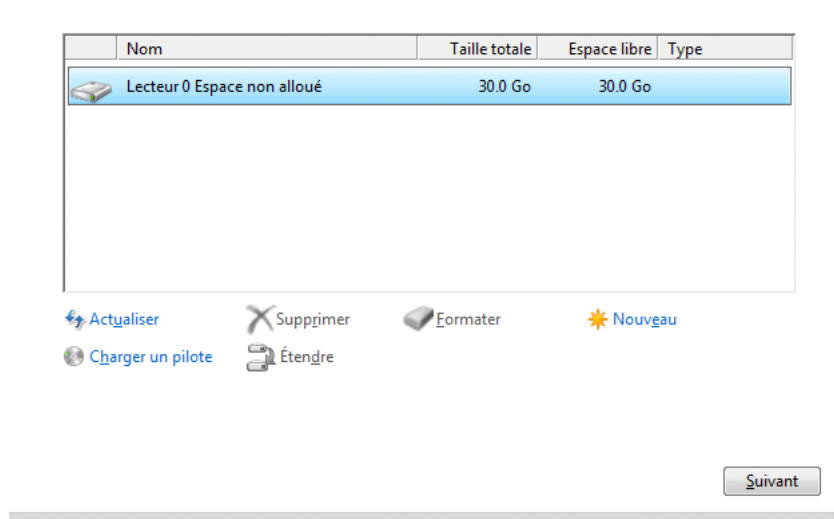 Nom Taille totale Espace libre Type
Lecteur 0 Espace non alloué 30.0 Go 30.0 Go
Actualiser Supprimer Formater Nouveau
Charger un pilote Étendre
Suivant